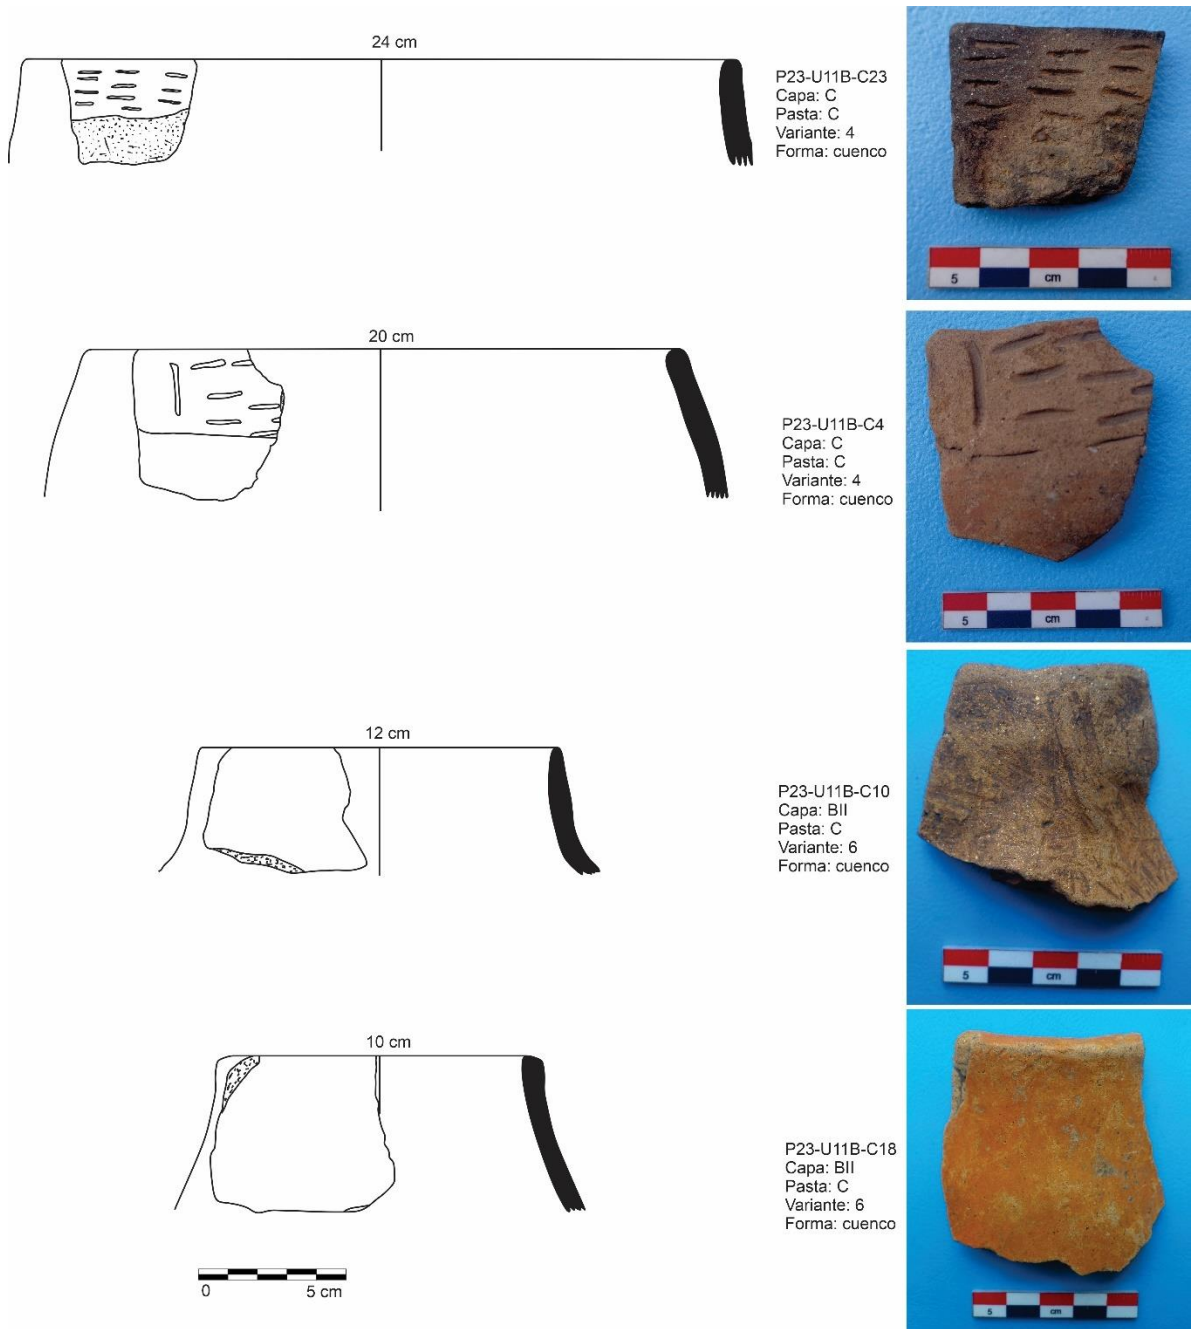 24 cm
P23-U11B-C23
Capa: C
Pasta: C
Variante: 4
Forma: cuenco
5 cm
20 cm
P23-U11B-C4
Capa: C
Pasta: C
Variante: 4
Forma: cuenco
5 cm
12 cm
P23-U11B-C10
Capa: BII
Pasta: C
Variante: 6
Forma: cuenco
5 cm
10 cm
P23-U11B-C18
Capa: BII
Pasta: C
Variante: 6
Forma: cuenco
5 cm
0 5 cm